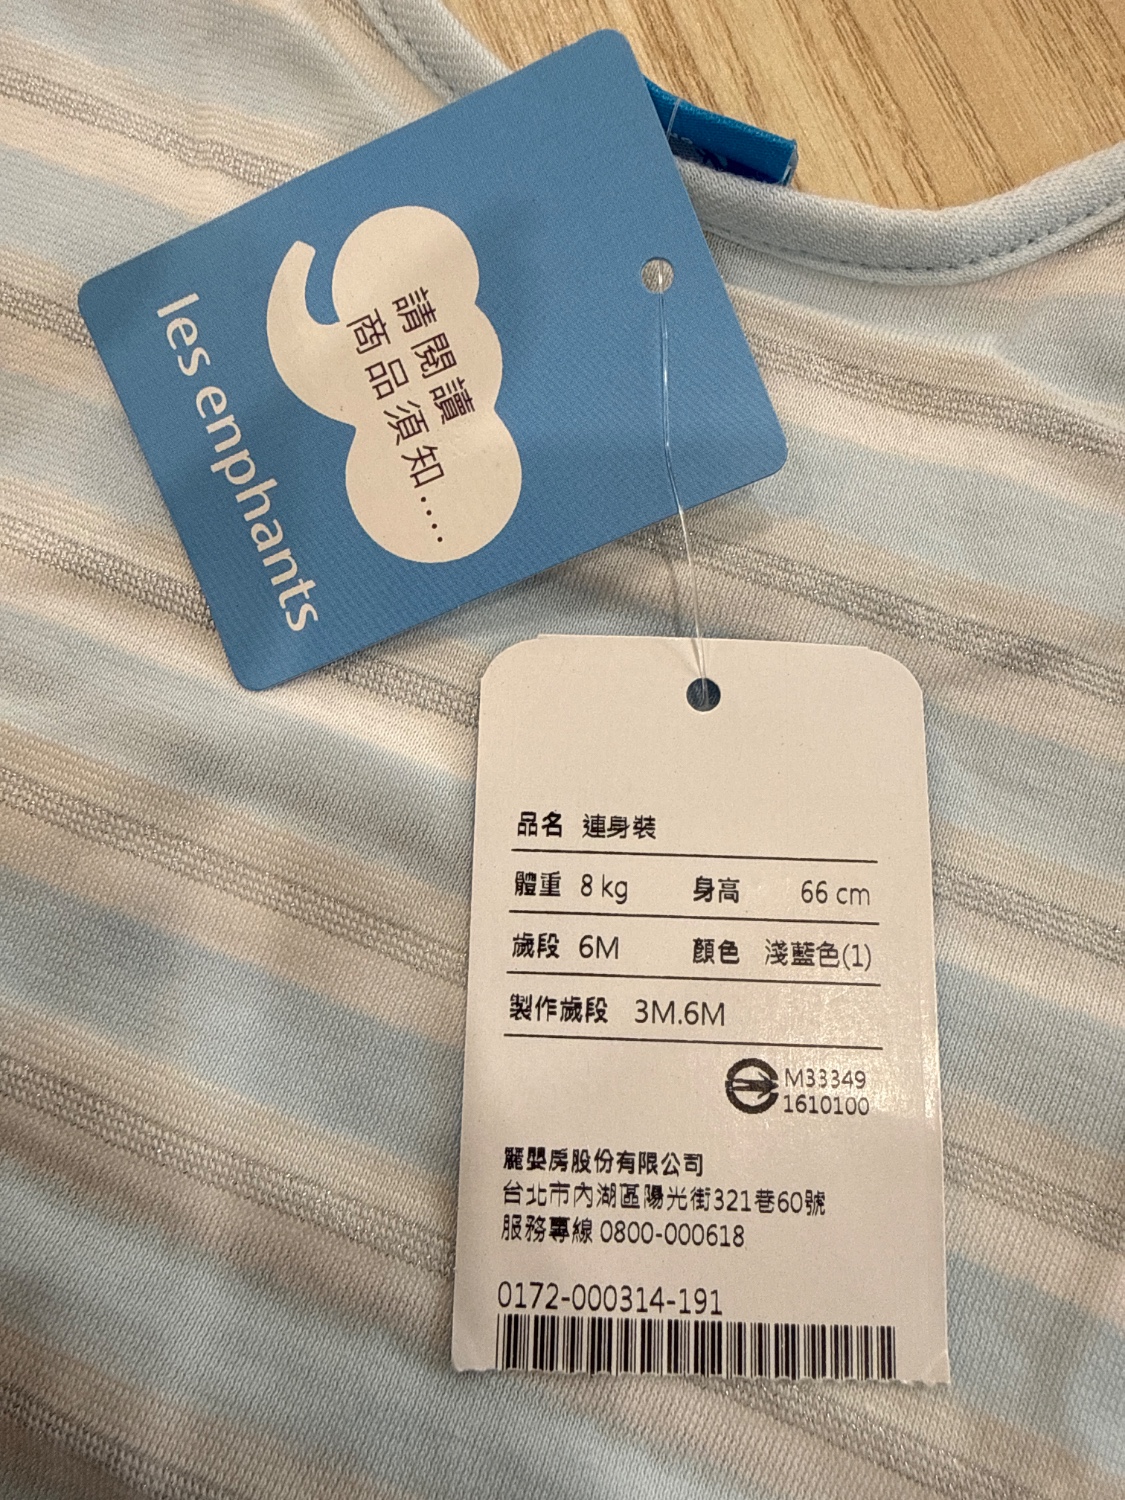 請閱讀
商品須知....
les enphants
品名 連身裝
體重 8 kg 身高 66 cm
歲段 6M 顏色 淺藍色(1)
製作歲段 3M.6M
M33349
1610100
麗嬰房股份有限公司
台北市內湖區陽光街321巷60號
服務專線 0800-000618
0172-000314-191